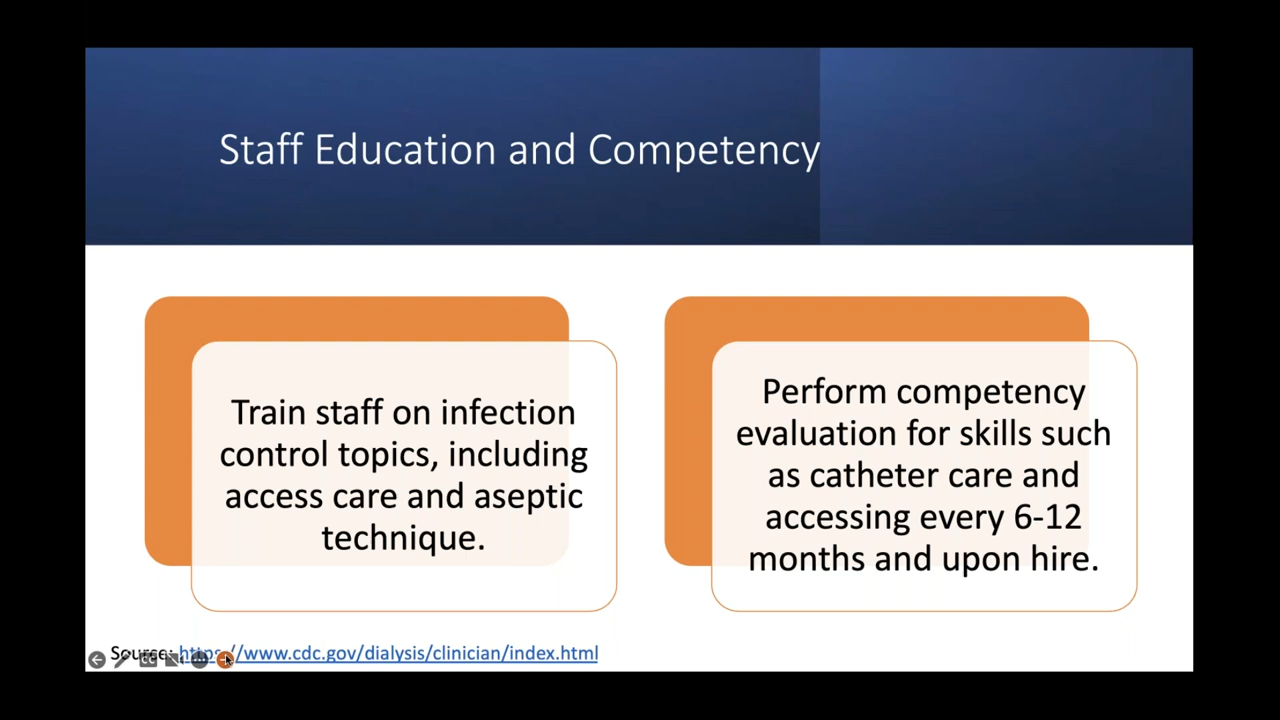 Staff Education and Competency
Train staff on infection
control topics, including
access care and aseptic
technique.
Perform competency
evaluation for skills such
as catheter care and
accessing every 6-12
months and upon hire.
Source: https://www.cdc.gov/dialysis/clinician/index.html
CC